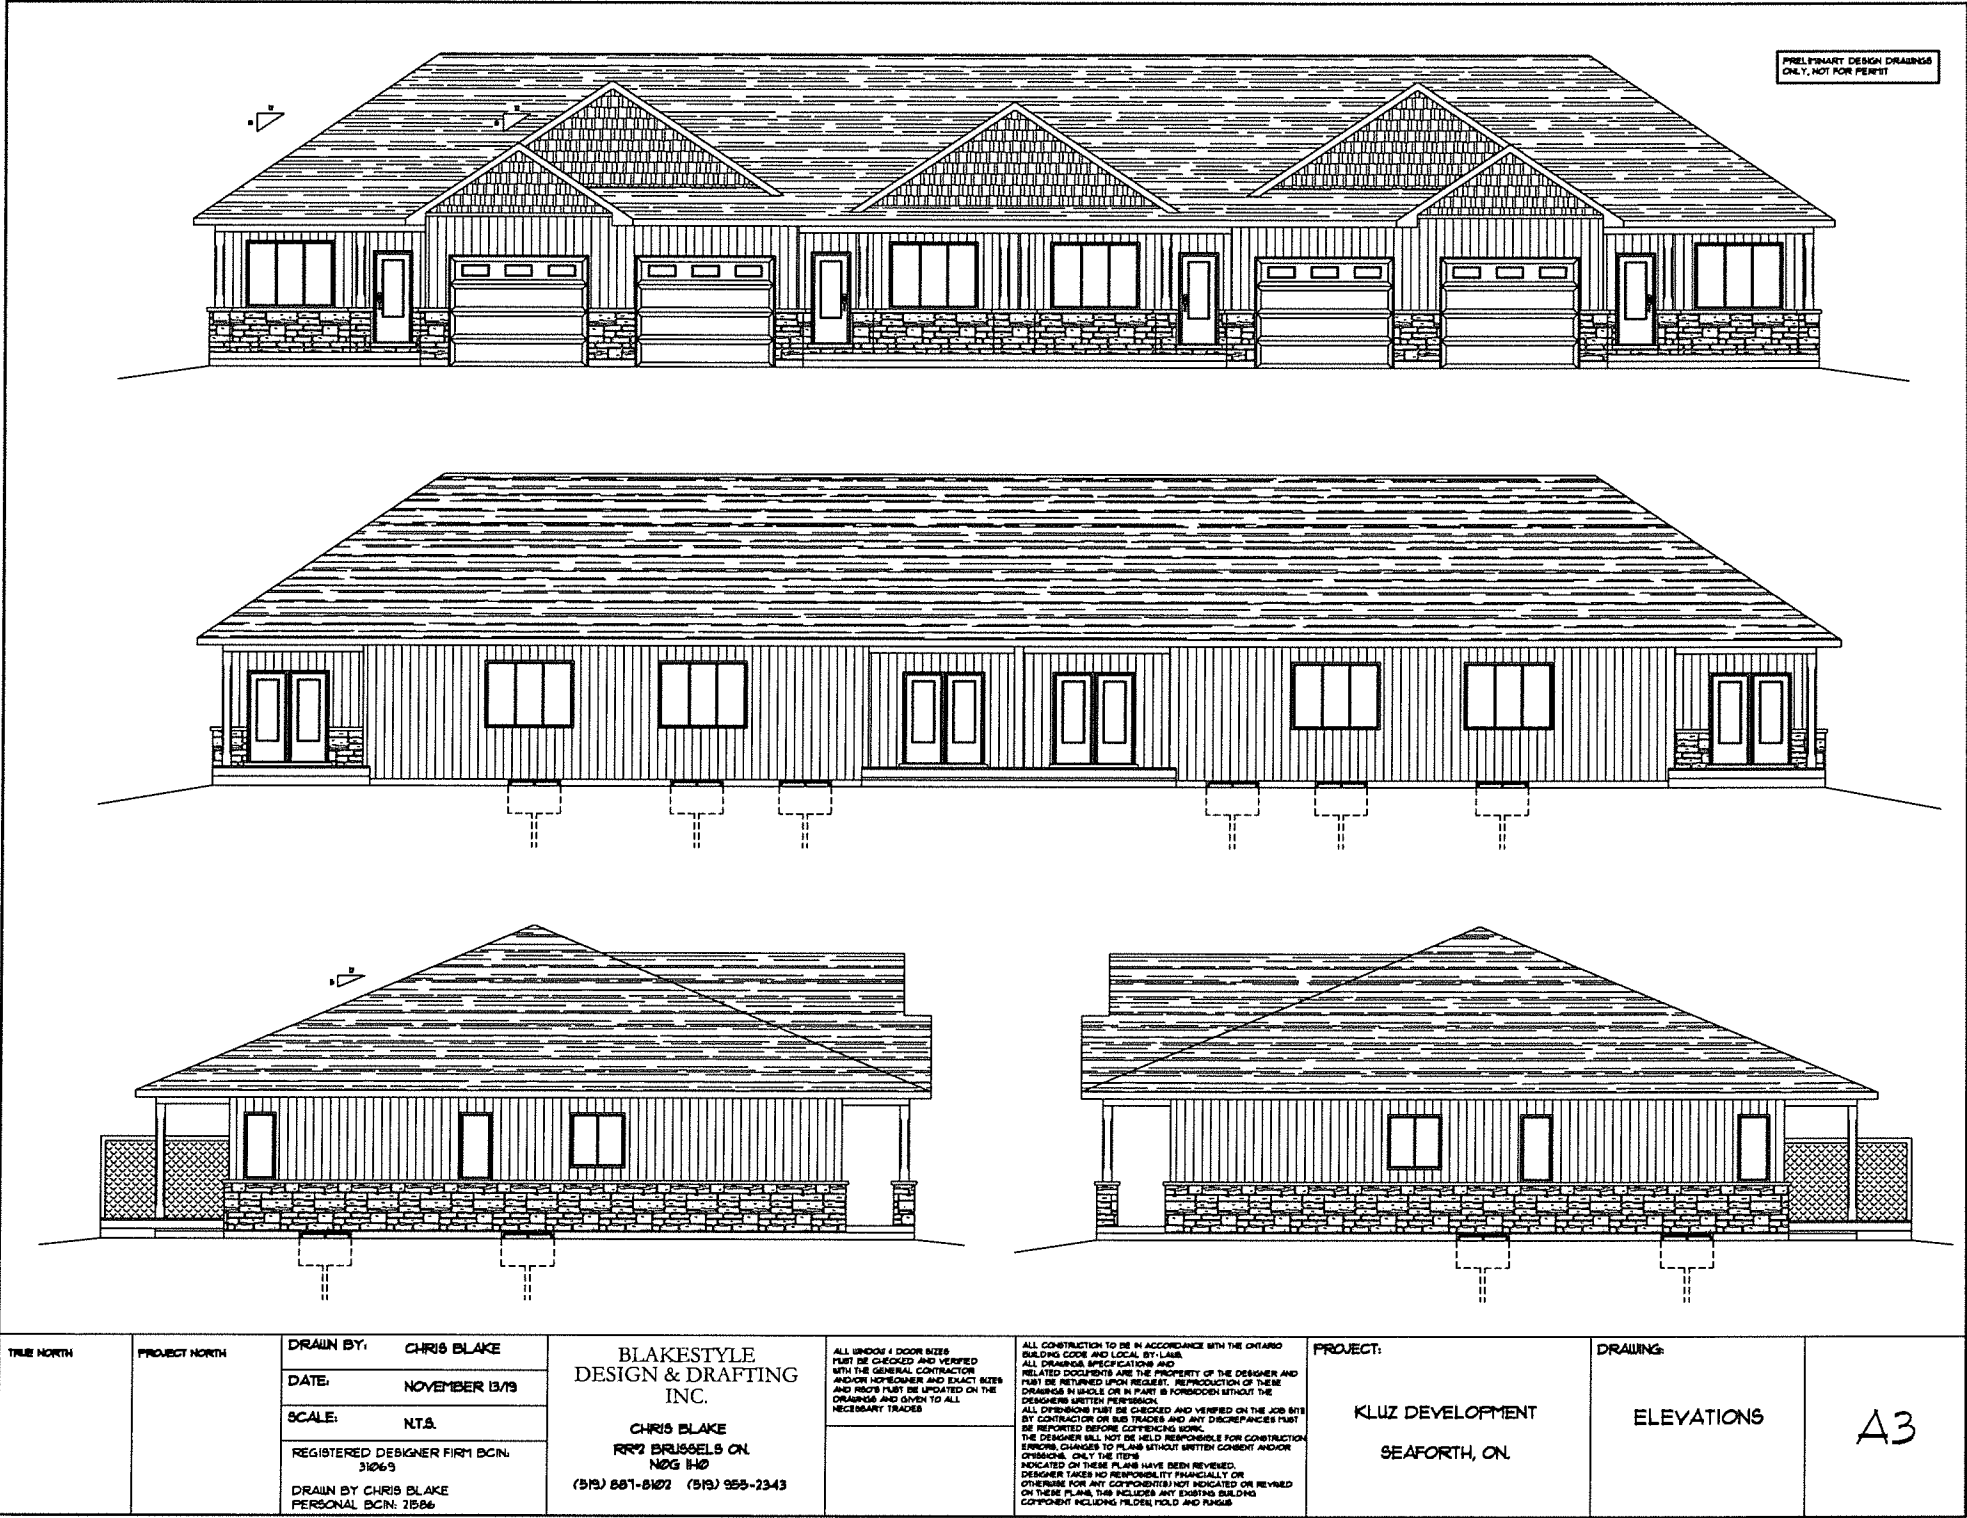 PRELIMINARY DESIGN DRAWINGS
ONLY, NOT FOR PERMIT
TRUE NORTH
PROJECT NORTH
DRAWN BY: CHRIS BLAKE
DATE: NOVEMBER 13/19
SCALE: N.T.S.
REGISTERED DESIGNER FIRM BCIN:
31069
DRAWN BY CHRIS BLAKE
PERSONAL BCIN: 21586
BLAKESTYLE
DESIGN & DRAFTING
INC.
CHRIS BLAKE
RR#2 BRUSSELS ON.
N0G 1H0
(519) 887-8102 (519) 955-2343
ALL WINDOW & DOOR SIZES
MUST BE CHECKED AND VERIFIED
WITH THE GENERAL CONTRACTOR
AND/OR HOMEOWNER AND EXACT SIZES
AND RSO'S MUST BE UPDATED ON THE
DRAWINGS AND GIVEN TO ALL
NECESSARY TRADES
ALL CONSTRUCTION TO BE IN ACCORDANCE WITH THE ONTARIO
BUILDING CODE AND LOCAL BY-LAWS.
ALL DRAWINGS, SPECIFICATIONS AND
RELATED DOCUMENTS ARE THE PROPERTY OF THE DESIGNER AND
MUST BE RETURNED UPON REQUEST. REPRODUCTION OF THESE
DRAWINGS IN WHOLE OR IN PART IS FORBIDDEN WITHOUT THE
DESIGNERS WRITTEN PERMISSION.
ALL DIMENSIONS MUST BE CHECKED AND VERIFIED ON THE JOB SITE
BY CONTRACTOR OR SUB TRADES AND ANY DISCREPANCIES MUST
BE REPORTED BEFORE COMMENCING WORK.
THE DESIGNER WILL NOT BE HELD RESPONSIBLE FOR CONSTRUCTION
ERRORS, CHANGES TO PLANS WITHOUT WRITTEN CONSENT AND/OR
OMISSIONS. ONLY THE ITEMS
INDICATED ON THESE PLANS HAVE BEEN REVIEWED.
DESIGNER TAKES NO RESPONSIBILITY FINANCIALLY OR
OTHERWISE FOR ANY COMPONENT(S) NOT INDICATED OR REVIEWED
ON THESE PLANS, THIS INCLUDES ANY EXISTING BUILDING
COMPONENT INCLUDING MILDEW, MOLD AND FUNGUS
PROJECT:
KLUZ DEVELOPMENT
SEAFORTH, ON.
DRAWING:
ELEVATIONS
A3